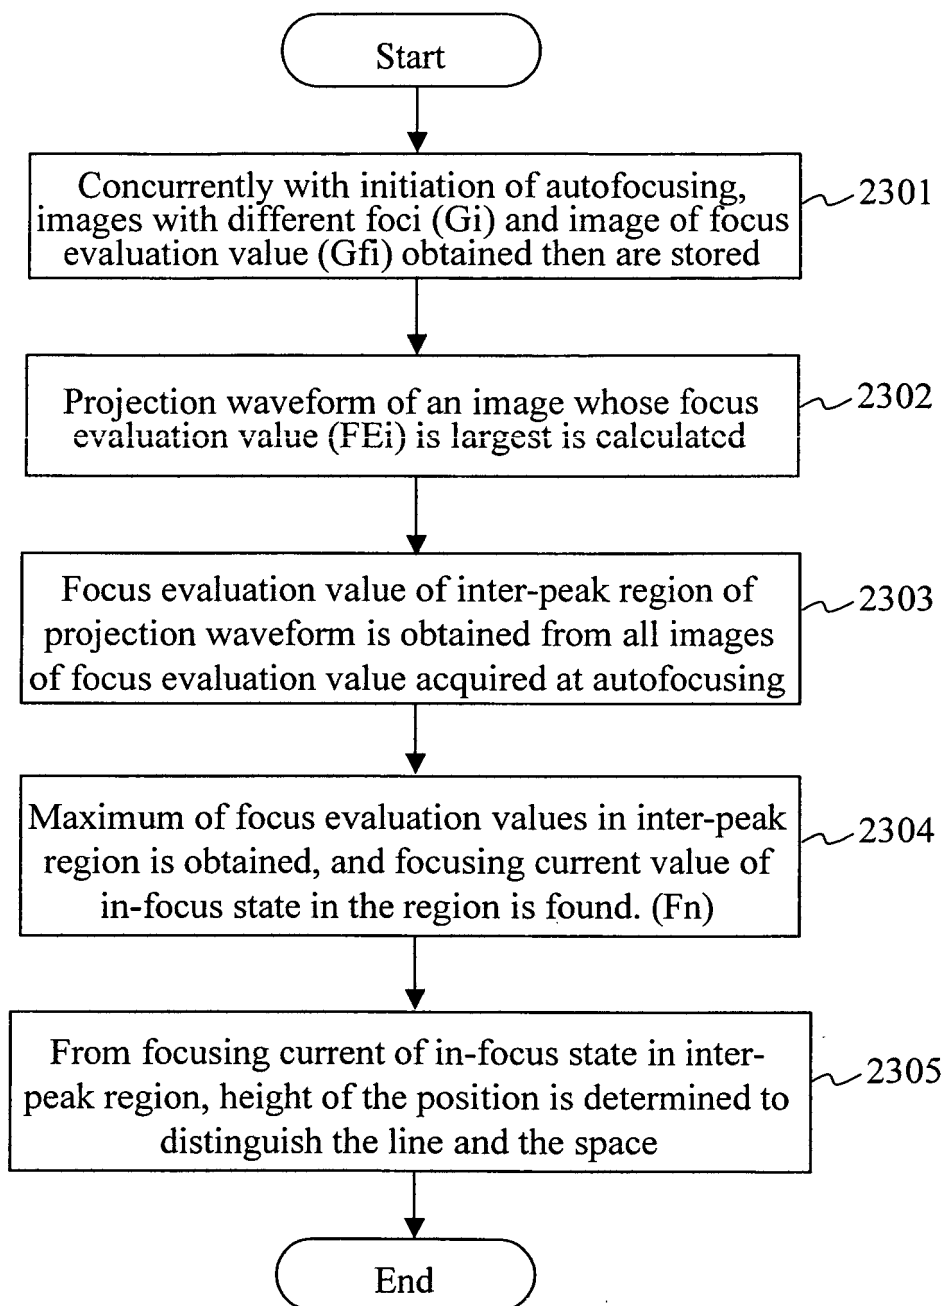 Start
Concurrently with initiation of autofocusing,
images with different foci (Gi) and image of focus
evaluation value (Gfi) obtained then are stored
2301
Projection waveform of an image whose focus
evaluation value (FEi) is largest is calculated
2302
Focus evaluation value of inter-peak region of
projection waveform is obtained from all images
of focus evaluation value acquired at autofocusing
2303
Maximum of focus evaluation values in inter-peak
region is obtained, and focusing current value of
in-focus state in the region is found. (Fn)
2304
From focusing current of in-focus state in inter-
peak region, height of the position is determined to
distinguish the line and the space
2305
End